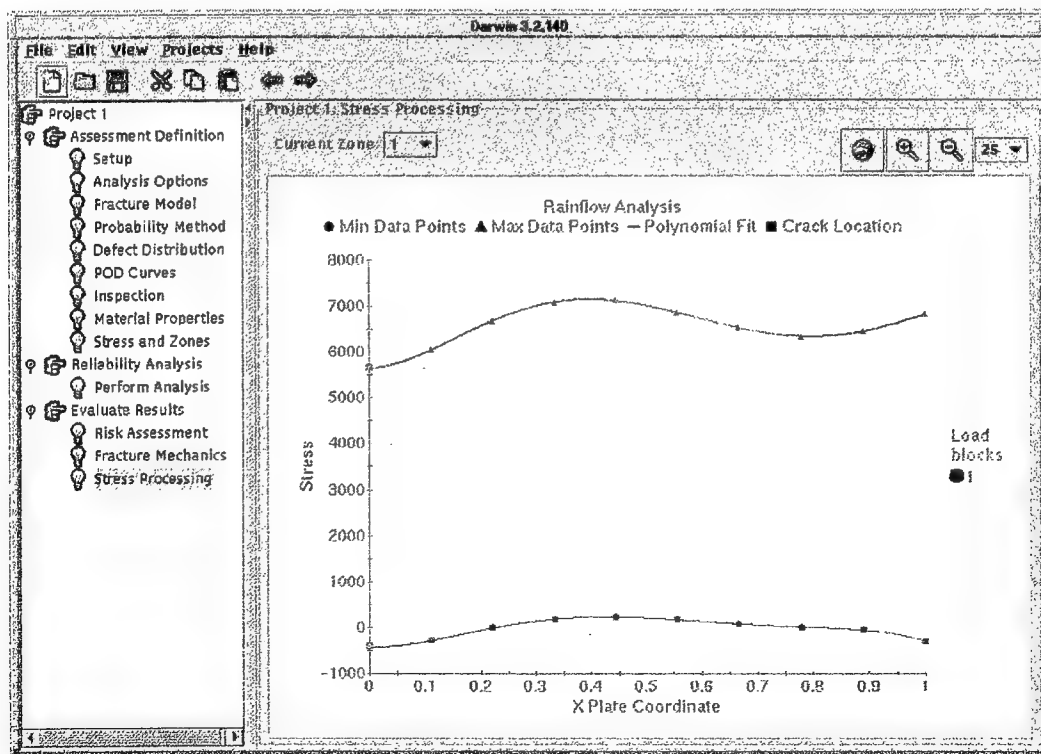 Darwin 3.2.140
File Edit View Projects Help
Project 1
Assessment Definition
Setup
Analysis Options
Fracture Model
Probability Method
Defect Distribution
POD Curves
Inspection
Material Properties
Stress and Zones
Reliability Analysis
Perform Analysis
Evaluate Results
Risk Assessment
Fracture Mechanics
Stress Processing
Project 1, Stress Processing
Current Zone 1
25
Rainflow Analysis
Min Data Points Max Data Points Polynomial Fit Crack Location
8000
7000
6000
5000
4000
3000
2000
1000
0
-1000
Stress
0 0.1 0.2 0.3 0.4 0.5 0.6 0.7 0.8 0.9 1
X Plate Coordinate
Load
blocks
1